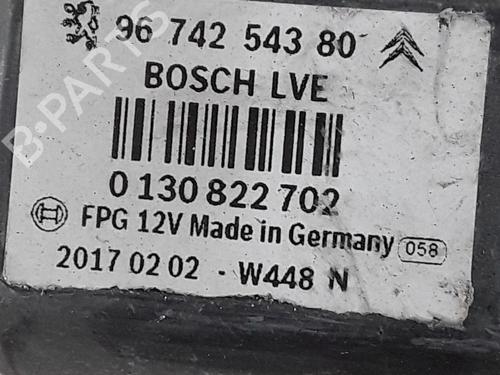 96 742 543 80
BOSCH LVE
0 130 822 702
FPG 12V Made in Germany 058
2017 02 02 - W448 N
B-PARTS